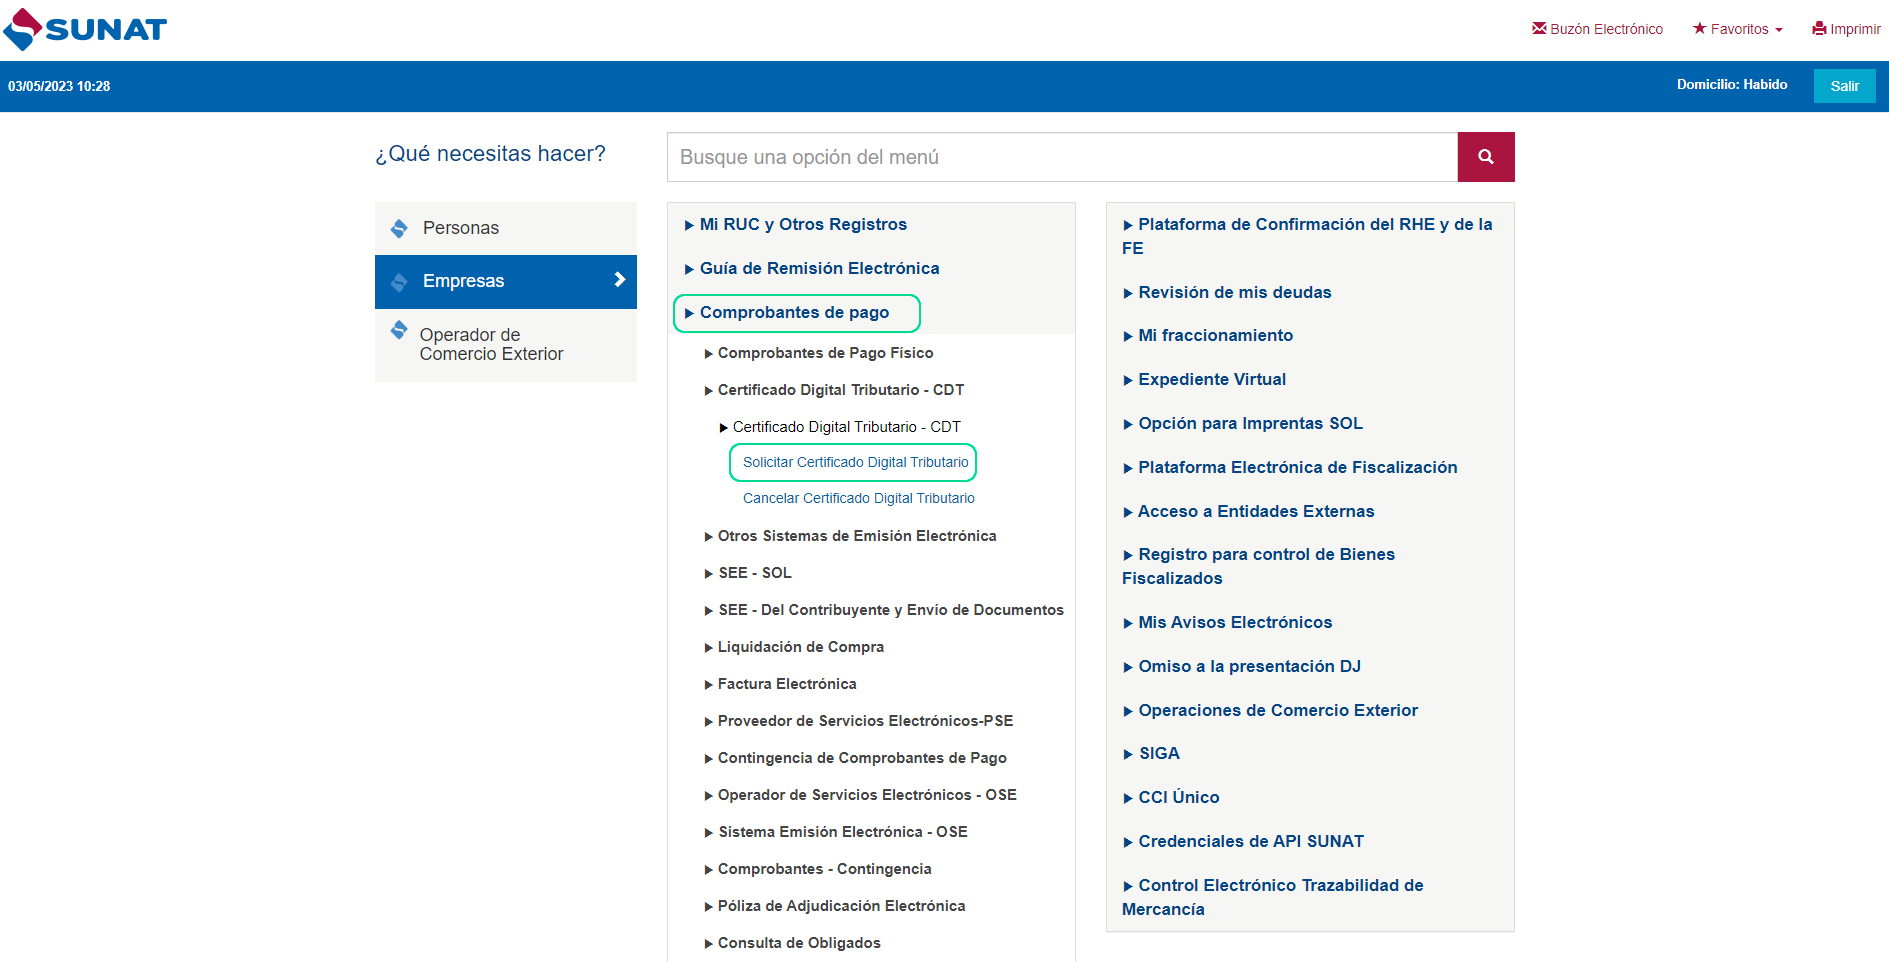 SUNAT
Buzón Electrónico
Favoritos
Imprimir
03/05/2023 10:28
Domicilio: Habido
Salir
¿Qué necesitas hacer?
Busque una opción del menú
Personas
Empresas
Operador de
Comercio Exterior
Mi RUC y Otros Registros
Guía de Remisión Electrónica
Comprobantes de pago
Comprobantes de Pago Físico
Certificado Digital Tributario - CDT
Certificado Digital Tributario - CDT
Solicitar Certificado Digital Tributario
Cancelar Certificado Digital Tributario
Otros Sistemas de Emisión Electrónica
SEE - SOL
SEE - Del Contribuyente y Envío de Documentos
Liquidación de Compra
Factura Electrónica
Proveedor de Servicios Electrónicos-PSE
Contingencia de Comprobantes de Pago
Operador de Servicios Electrónicos - OSE
Sistema Emisión Electrónica - OSE
Comprobantes - Contingencia
Póliza de Adjudicación Electrónica
Consulta de Obligados
Plataforma de Confirmación del RHE y de la
FE
Revisión de mis deudas
Mi fraccionamiento
Expediente Virtual
Opción para Imprentas SOL
Plataforma Electrónica de Fiscalización
Acceso a Entidades Externas
Registro para control de Bienes
Fiscalizados
Mis Avisos Electrónicos
Omiso a la presentación DJ
Operaciones de Comercio Exterior
SIGA
CCI Único
Credenciales de API SUNAT
Control Electrónico Trazabilidad de
Mercancía